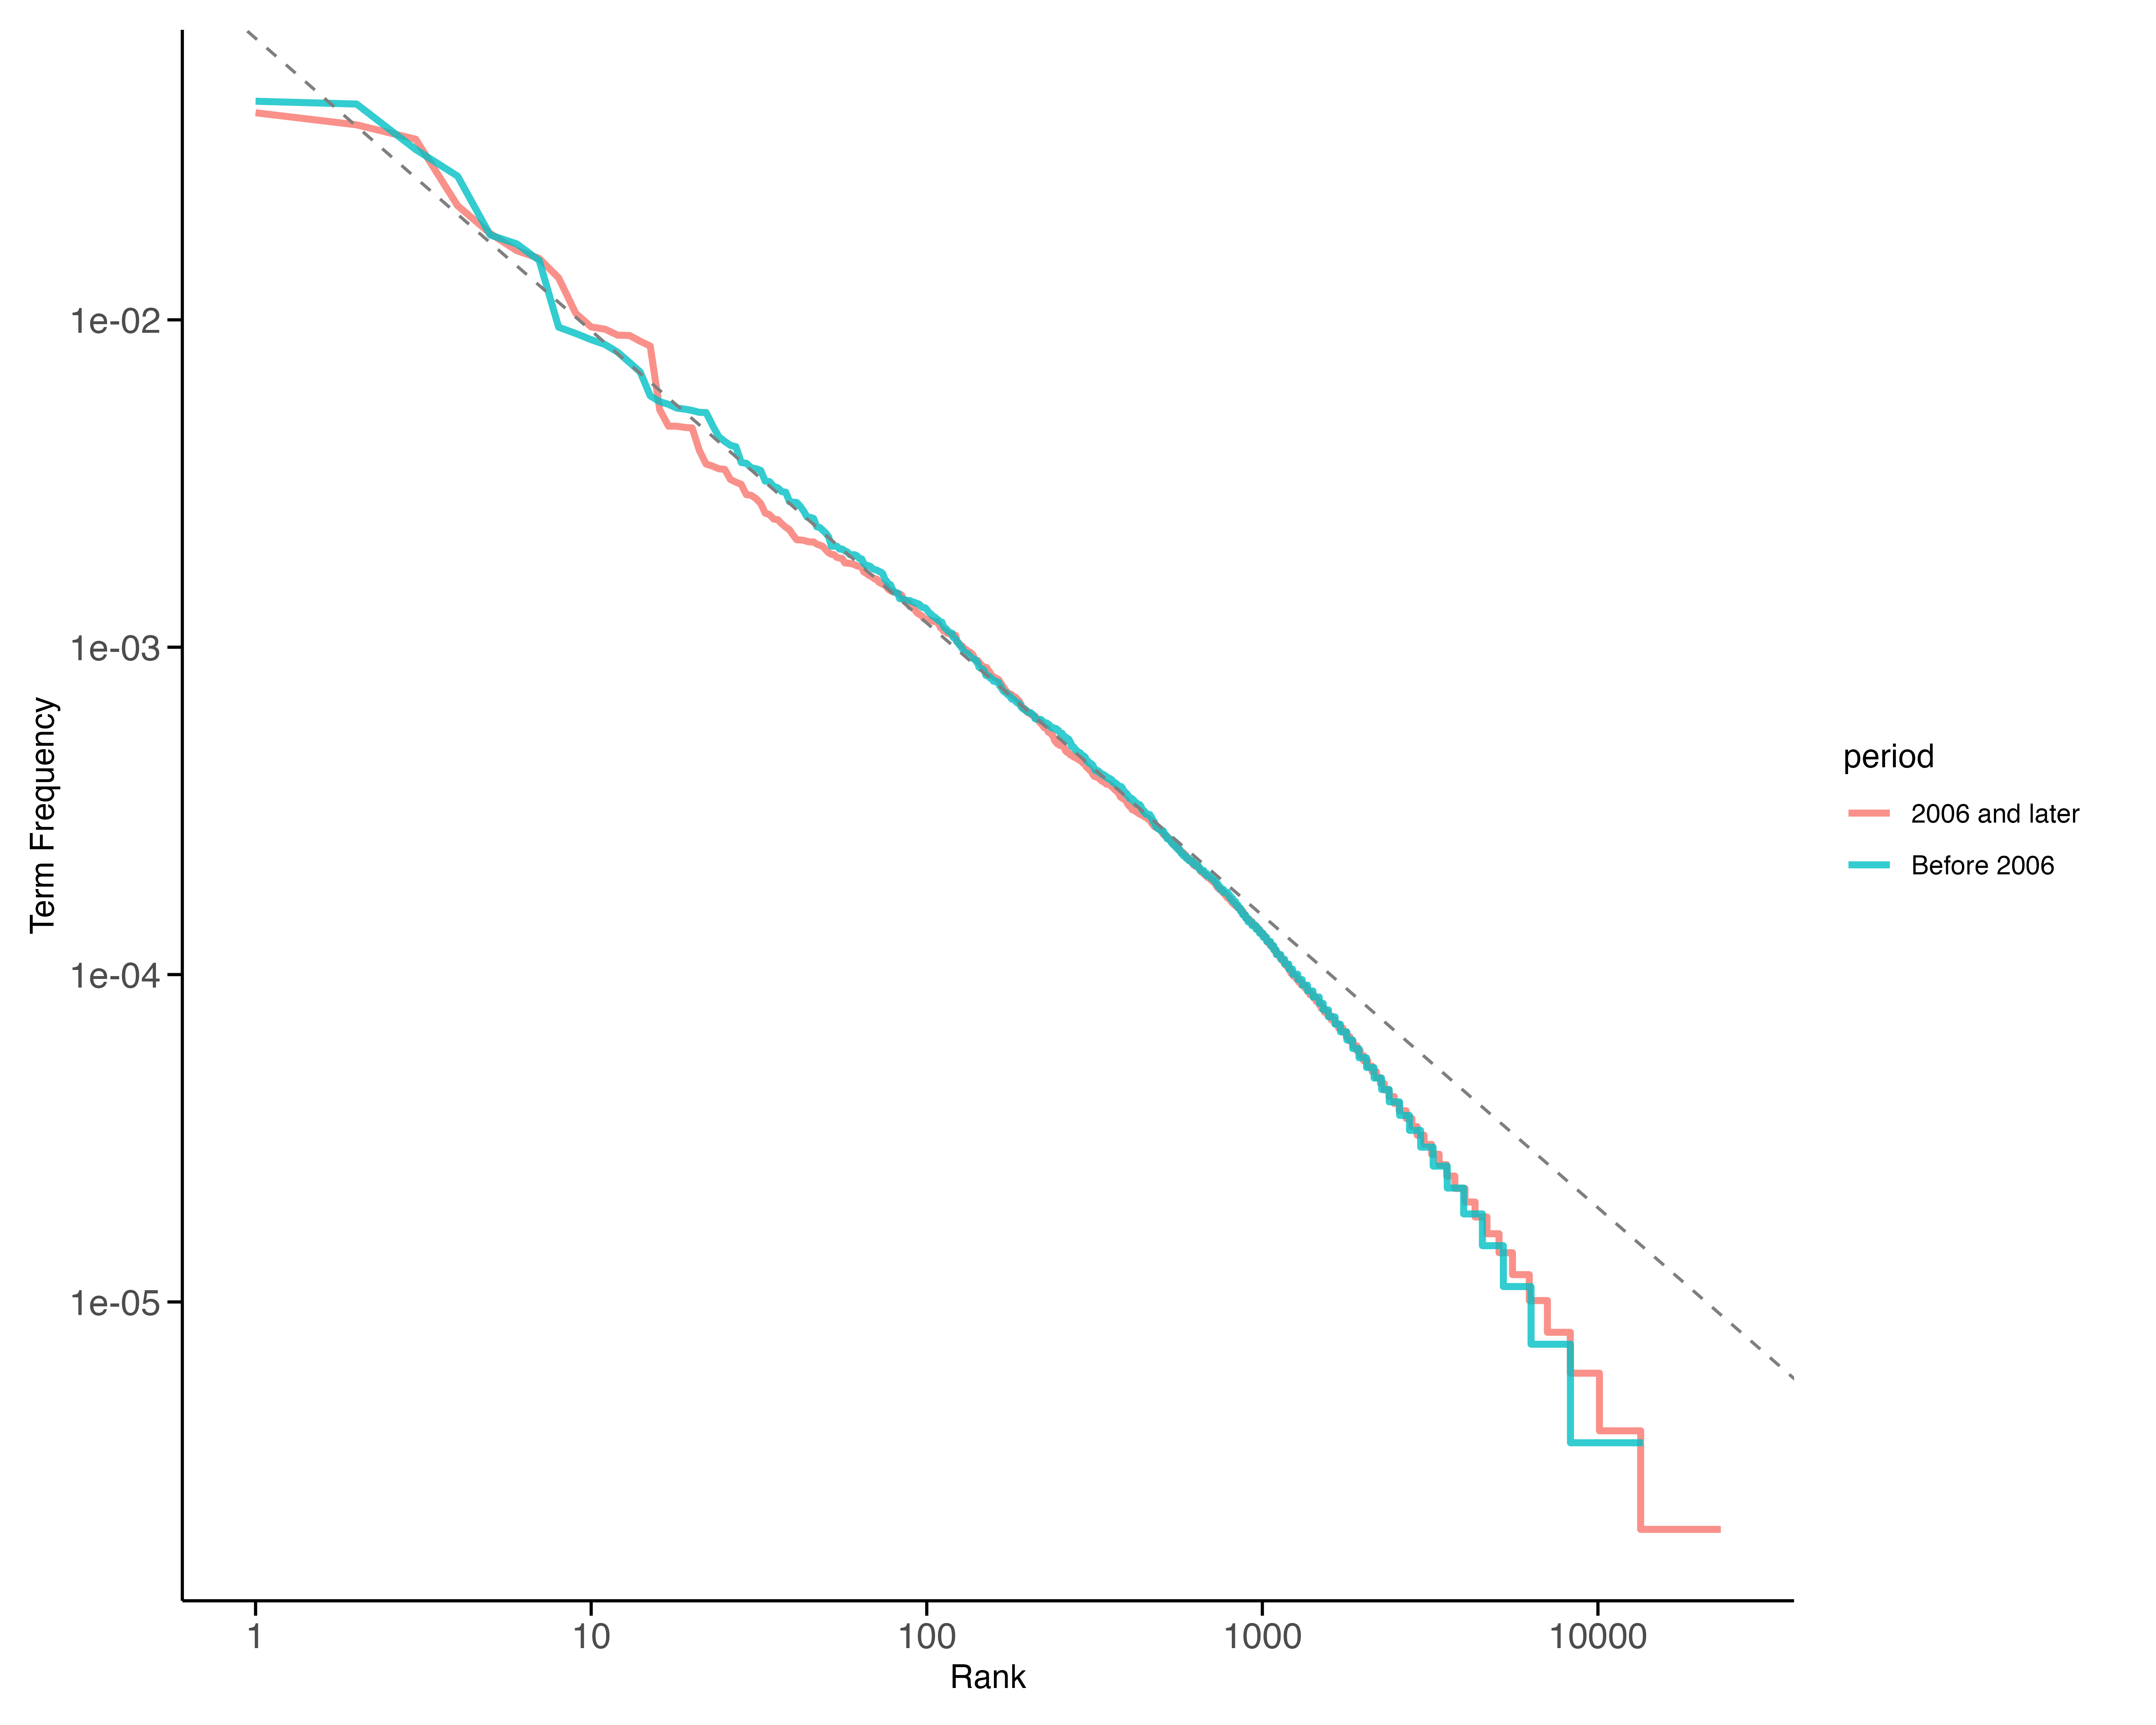 1e-02
1e-03
1e-04
1e-05
Term Frequency
1
10
100
1000
10000
Rank
period
2006 and later
Before 2006